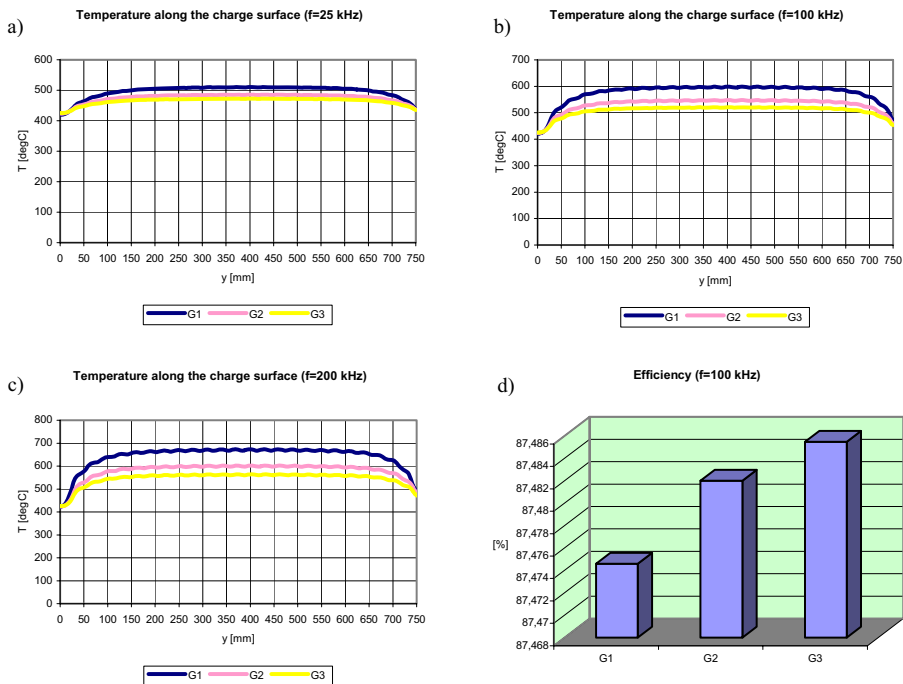 a)
Temperature along the charge surface (f=25 kHz)
600
500
400
300
200
100
0
T [degC]
0 50 100 150 200 250 300 350 400 450 500 550 600 650 700 750
y [mm]
G1 G2 G3
b)
Temperature along the charge surface (f=100 kHz)
700
600
500
400
300
200
100
0
T [degC]
0 50 100 150 200 250 300 350 400 450 500 550 600 650 700 750
y [mm]
G1 G2 G3
c)
Temperature along the charge surface (f=200 kHz)
800
700
600
500
400
300
200
100
0
T [degC]
0 50 100 150 200 250 300 350 400 450 500 550 600 650 700 750
y [mm]
G1 G2 G3
d)
Efficiency (f=100 kHz)
87,486
87,484
87,482
87,48
87,478
87,476
87,474
87,472
87,47
87,468
[%]
G1 G2 G3